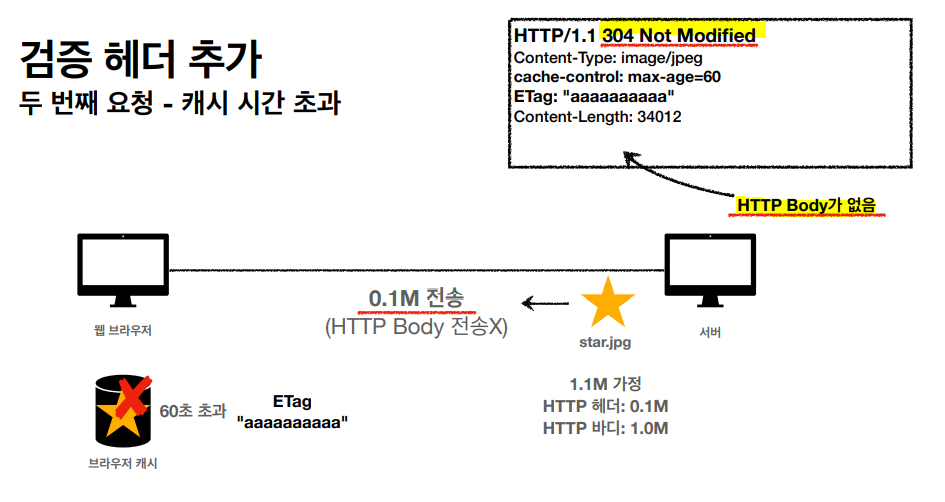 검증 헤더 추가
두 번째 요청 - 캐시 시간 초과
HTTP/1.1 304 Not Modified
Content-Type: image/jpeg
cache-control: max-age=60
ETag: "aaaaaaaaaa"
Content-Length: 34012
HTTP Body가 없음
0.1M 전송
(HTTP Body 전송X)
star.jpg
웹 브라우저
서버
1.1M 가정
HTTP 헤더: 0.1M
HTTP 바디: 1.0M
60초 초과
ETag
"aaaaaaaaaa"
브라우저 캐시